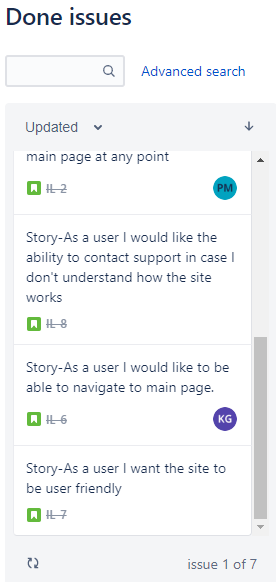 Done issues
Advanced search
Updated
main page at any point
IL-2
PM
Story-As a user I would like the
ability to contact support in case I
don't understand how the site
works
IL-8
Story-As a user I would like to be
able to navigate to main page.
IL-6
KG
Story-As a user I want the site to
be user friendly
IL-7
issue 1 of 7